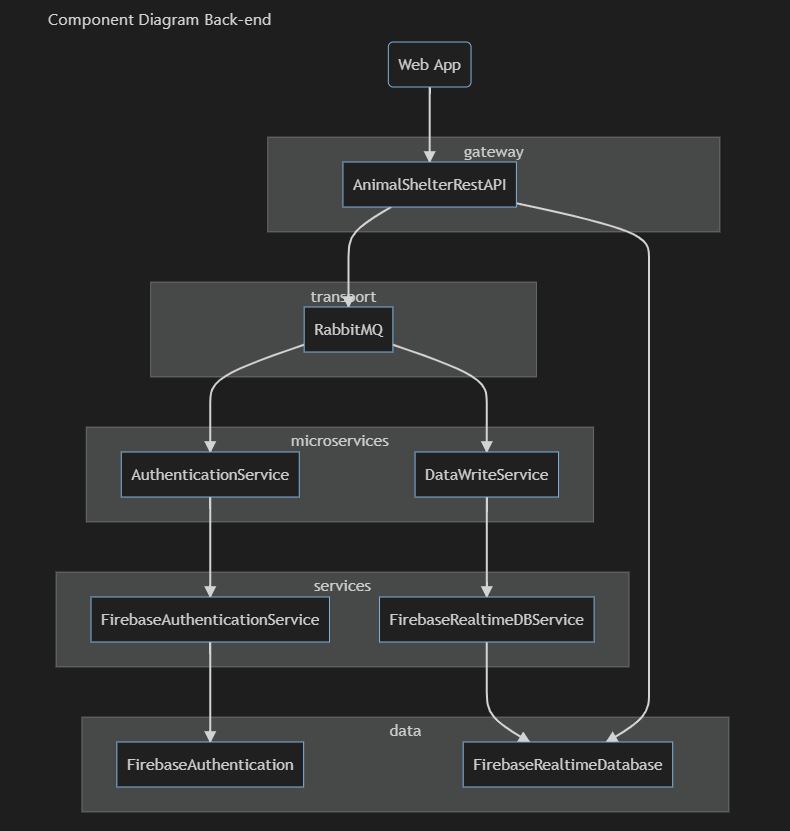 Component Diagram Back-end
Web App
gateway
AnimalShelterRestAPI
transport
RabbitMQ
microservices
AuthenticationService
DataWriteService
services
FirebaseAuthenticationService
FirebaseRealtimeDBService
data
FirebaseAuthentication
FirebaseRealtimeDatabase